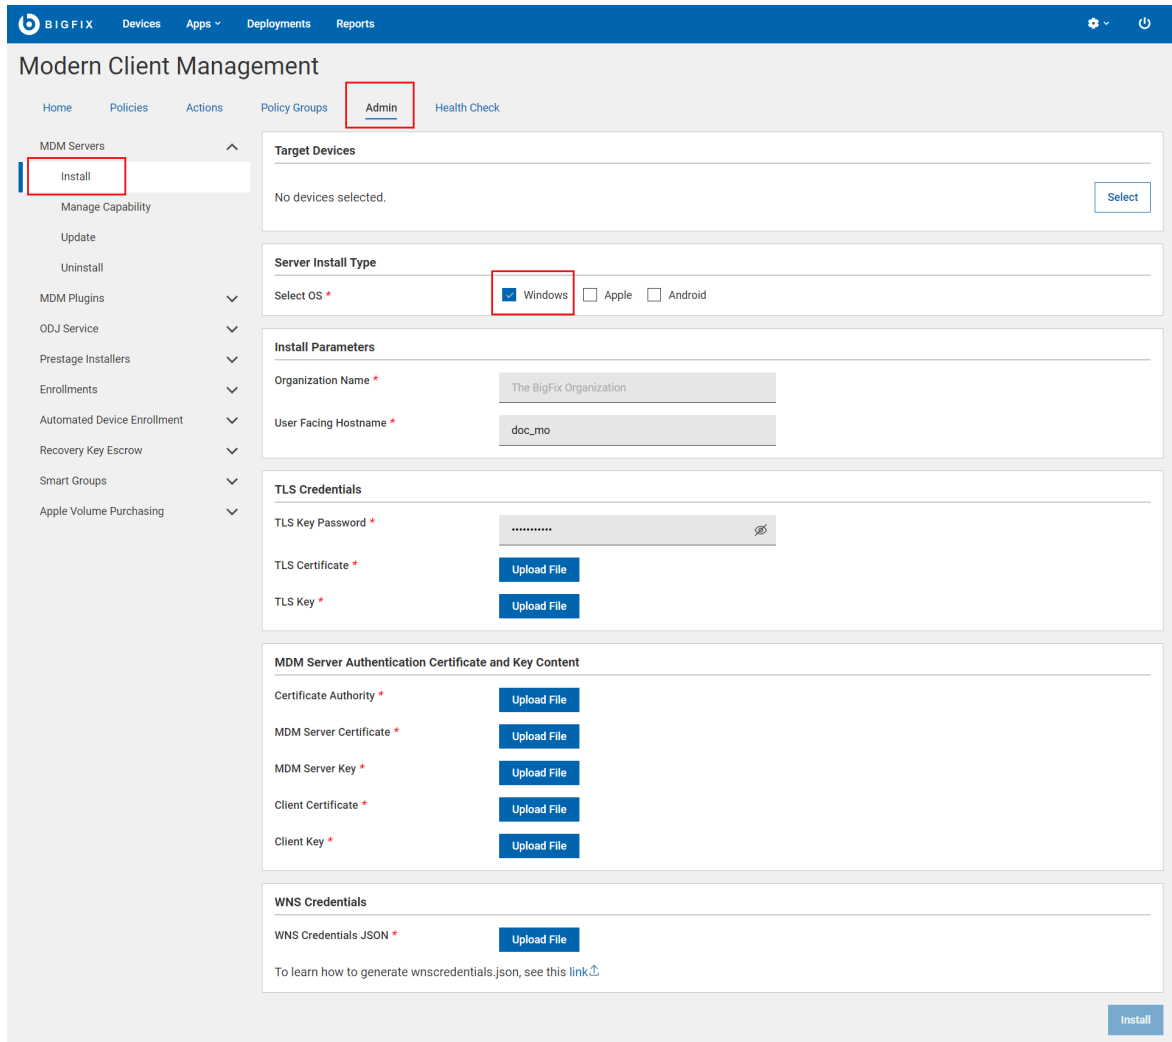 BIGFIX Devices Apps Deployments Reports
Modern Client Management
Home Policies Actions Policy Groups Admin Health Check
MDM Servers
Install
Manage Capability
Update
Uninstall
MDM Plugins
ODJ Service
Prestage Installers
Enrollments
Automated Device Enrollment
Recovery Key Escrow
Smart Groups
Apple Volume Purchasing
Target Devices
No devices selected. Select
Server Install Type
Select OS * Windows Apple Android
Install Parameters
Organization Name * The BigFix Organization
User Facing Hostname * doc_mo
TLS Credentials
TLS Key Password * •••••••••••
TLS Certificate * Upload File
TLS Key * Upload File
MDM Server Authentication Certificate and Key Content
Certificate Authority * Upload File
MDM Server Certificate * Upload File
MDM Server Key * Upload File
Client Certificate * Upload File
Client Key * Upload File
WNS Credentials
WNS Credentials JSON * Upload File
To learn how to generate wnscredentials.json, see this link
Install